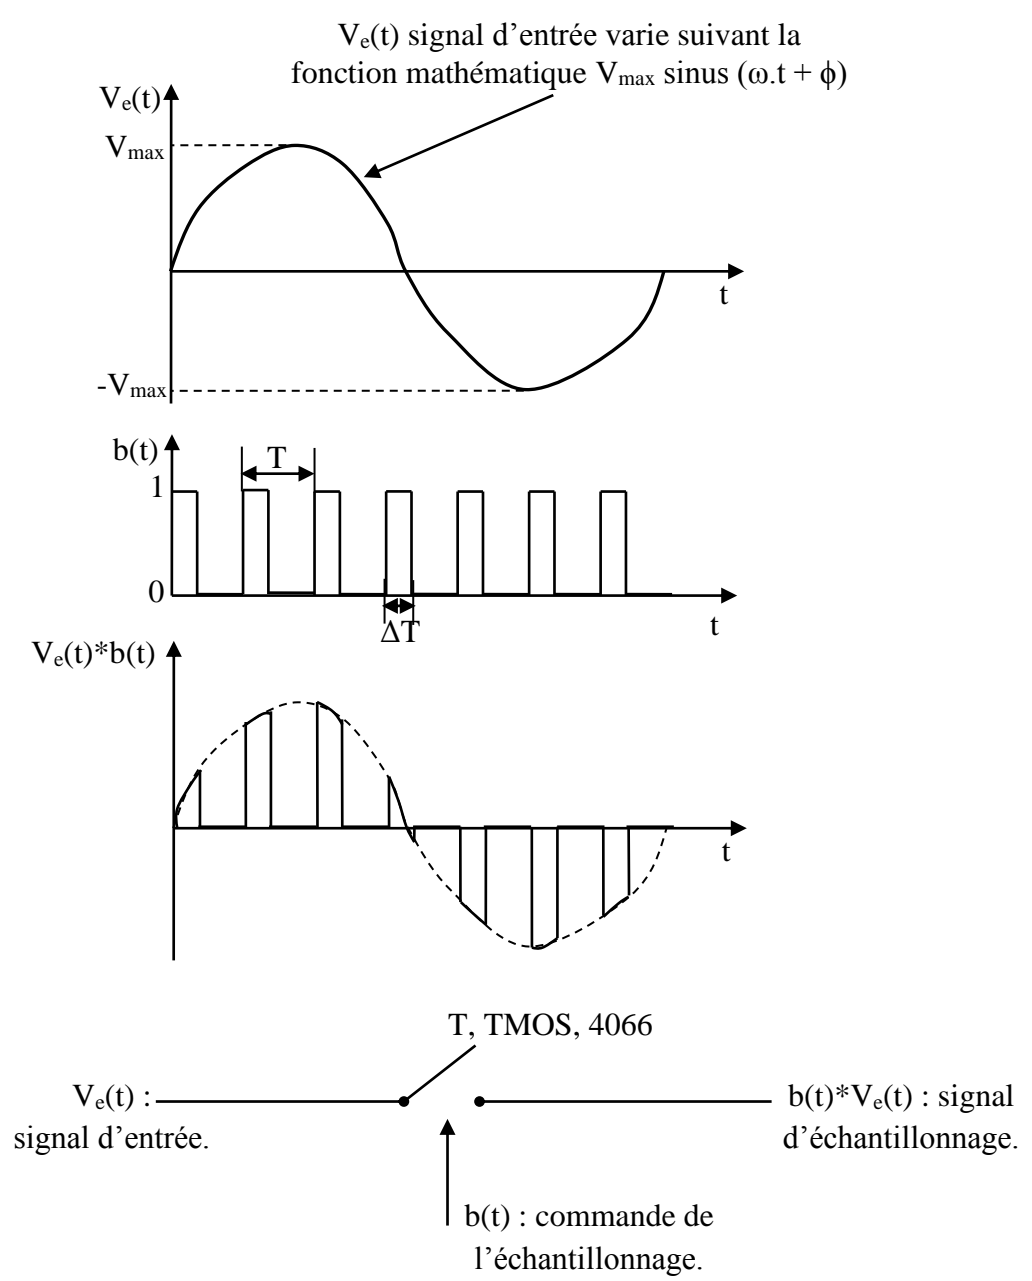 Vₑ(t) signal d’entrée varie suivant la
fonction mathématique Vₘₐₓ sinus (ω.t + ϕ)
Vₑ(t)
Vₘₐₓ
t
-Vₘₐₓ
b(t)
T
1
0
ΔT
t
Vₑ(t)*b(t)
t
T, TMOS, 4066
Vₑ(t) :
signal d’entrée.
b(t)*Vₑ(t) : signal
d’échantillonnage.
b(t) : commande de
l’échantillonnage.